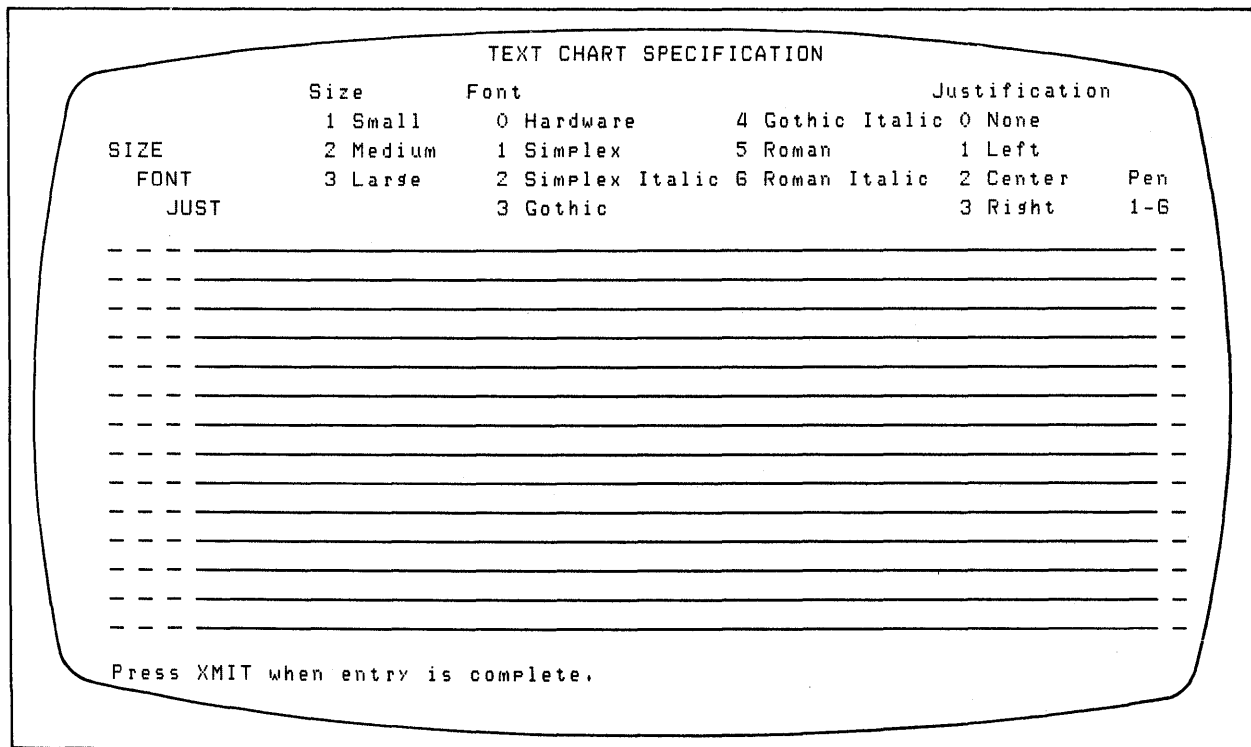 TEXT CHART SPECIFICATION
Size Font Justification
1 Small 0 Hardware 4 Gothic Italic 0 None
SIZE 2 Medium 1 Simplex 5 Roman 1 Left
FONT 3 Large 2 Simplex Italic 6 Roman Italic 2 Center Pen
JUST 3 Gothic 3 Right 1-6
Press XMIT when entry is complete.